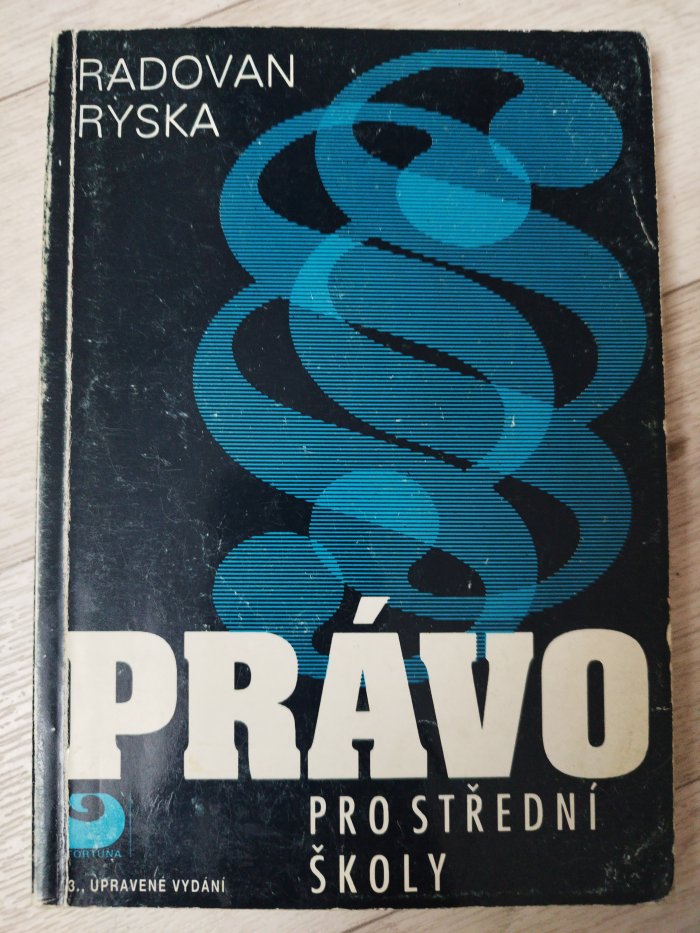 RADOVAN
RYSKA
PRÁVO
PRO STŘEDNÍ
ŠKOLY
FORTUNA
3., UPRAVENÉ VYDÁNÍ